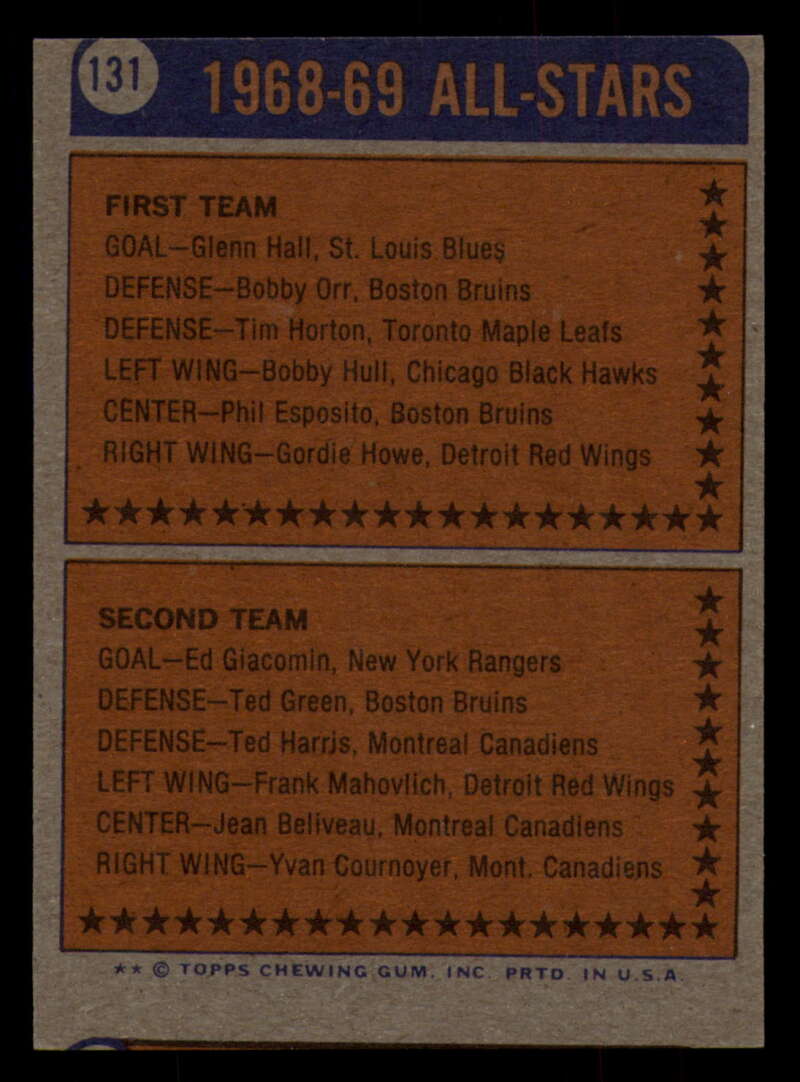 131
1968-69 ALL-STARS
FIRST TEAM
GOAL—Glenn Hall, St. Louis Blues
DEFENSE—Bobby Orr, Boston Bruins
DEFENSE—Tim Horton, Toronto Maple Leafs
LEFT WING—Bobby Hull, Chicago Black Hawks
CENTER—Phil Esposito, Boston Bruins
RIGHT WING—Gordie Howe, Detroit Red Wings
SECOND TEAM
GOAL—Ed Giacomin, New York Rangers
DEFENSE—Ted Green, Boston Bruins
DEFENSE—Ted Harris, Montreal Canadiens
LEFT WING—Frank Mahovlich, Detroit Red Wings
CENTER—Jean Beliveau, Montreal Canadiens
RIGHT WING—Yvan Cournoyer, Mont. Canadiens
★★ © TOPPS CHEWING GUM, INC. PRTD. IN U.S.A.